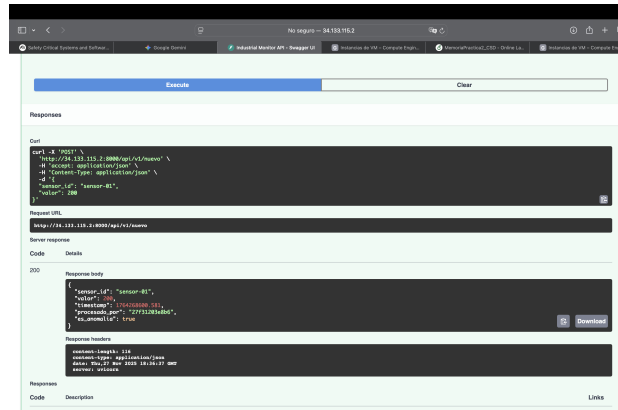 No seguro — 34.133.115.2
Safety Critical Systems and Softwar...
Google Gemini
Industrial Monitor API - Swagger UI
Instancias de VM – Compute Engin...
MemoriaPractica2_CSD - Online La...
Instancias de VM – Compute En
Execute
Clear
Responses
Curl
curl -X 'POST' \
'http://34.133.115.2:8000/api/v1/nuevo' \
-H 'accept: application/json' \
-H 'Content-Type: application/json' \
-d '{
"sensor_id": "sensor-01",
"valor": 200
}'
Request URL
http://34.133.115.2:8000/api/v1/nuevo
Server response
Code Details
200
Response body
{
"sensor_id": "sensor-01",
"valor": 200,
"timestamp": 1764268600.581,
"procesado_por": "27f31203e8b6",
"es_anomalia": true
}
Download
Response headers
content-length: 116
content-type: application/json
date: Thu,27 Nov 2025 18:36:37 GMT
server: uvicorn
Responses
Code Description Links